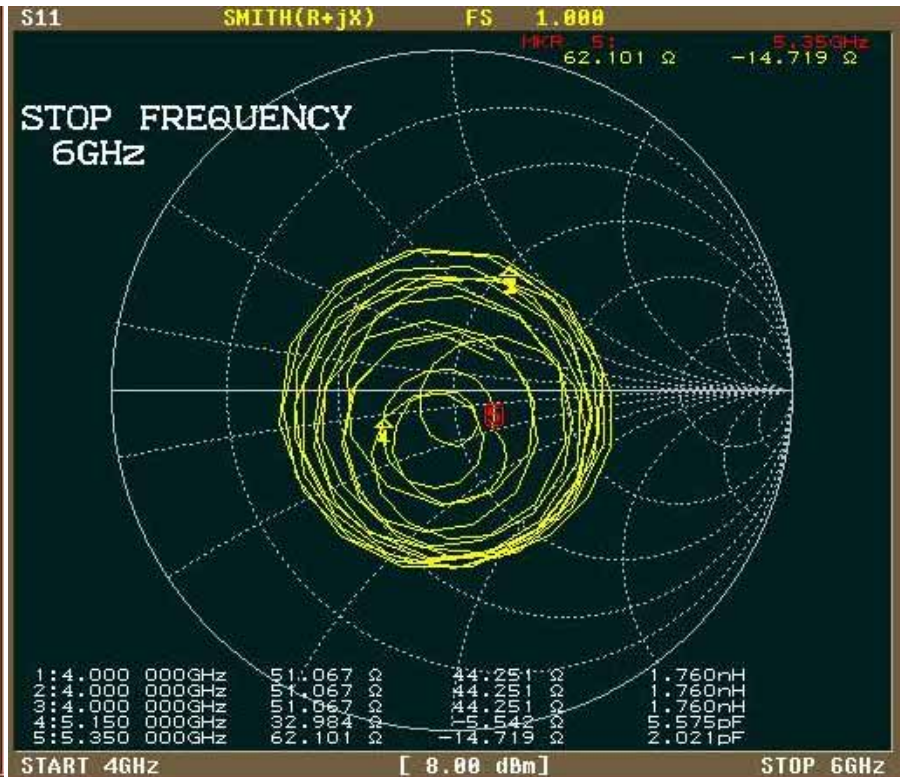 S11 SMITH(R+jX) FS 1.000
MKR 5: 5.35GHz
62.101 Ω -14.719 Ω
STOP FREQUENCY
6GHz
3
5
4
1:4.000 000GHz 51.067 Ω 44.251 Ω 1.760nH
2:4.000 000GHz 51.067 Ω 44.251 Ω 1.760nH
3:4.000 000GHz 51.067 Ω 44.251 Ω 1.760nH
4:5.150 000GHz 32.984 Ω -5.542 Ω 5.575pF
5:5.350 000GHz 62.101 Ω -14.719 Ω 2.021pF
START 4GHz [ 8.00 dBm] STOP 6GHz